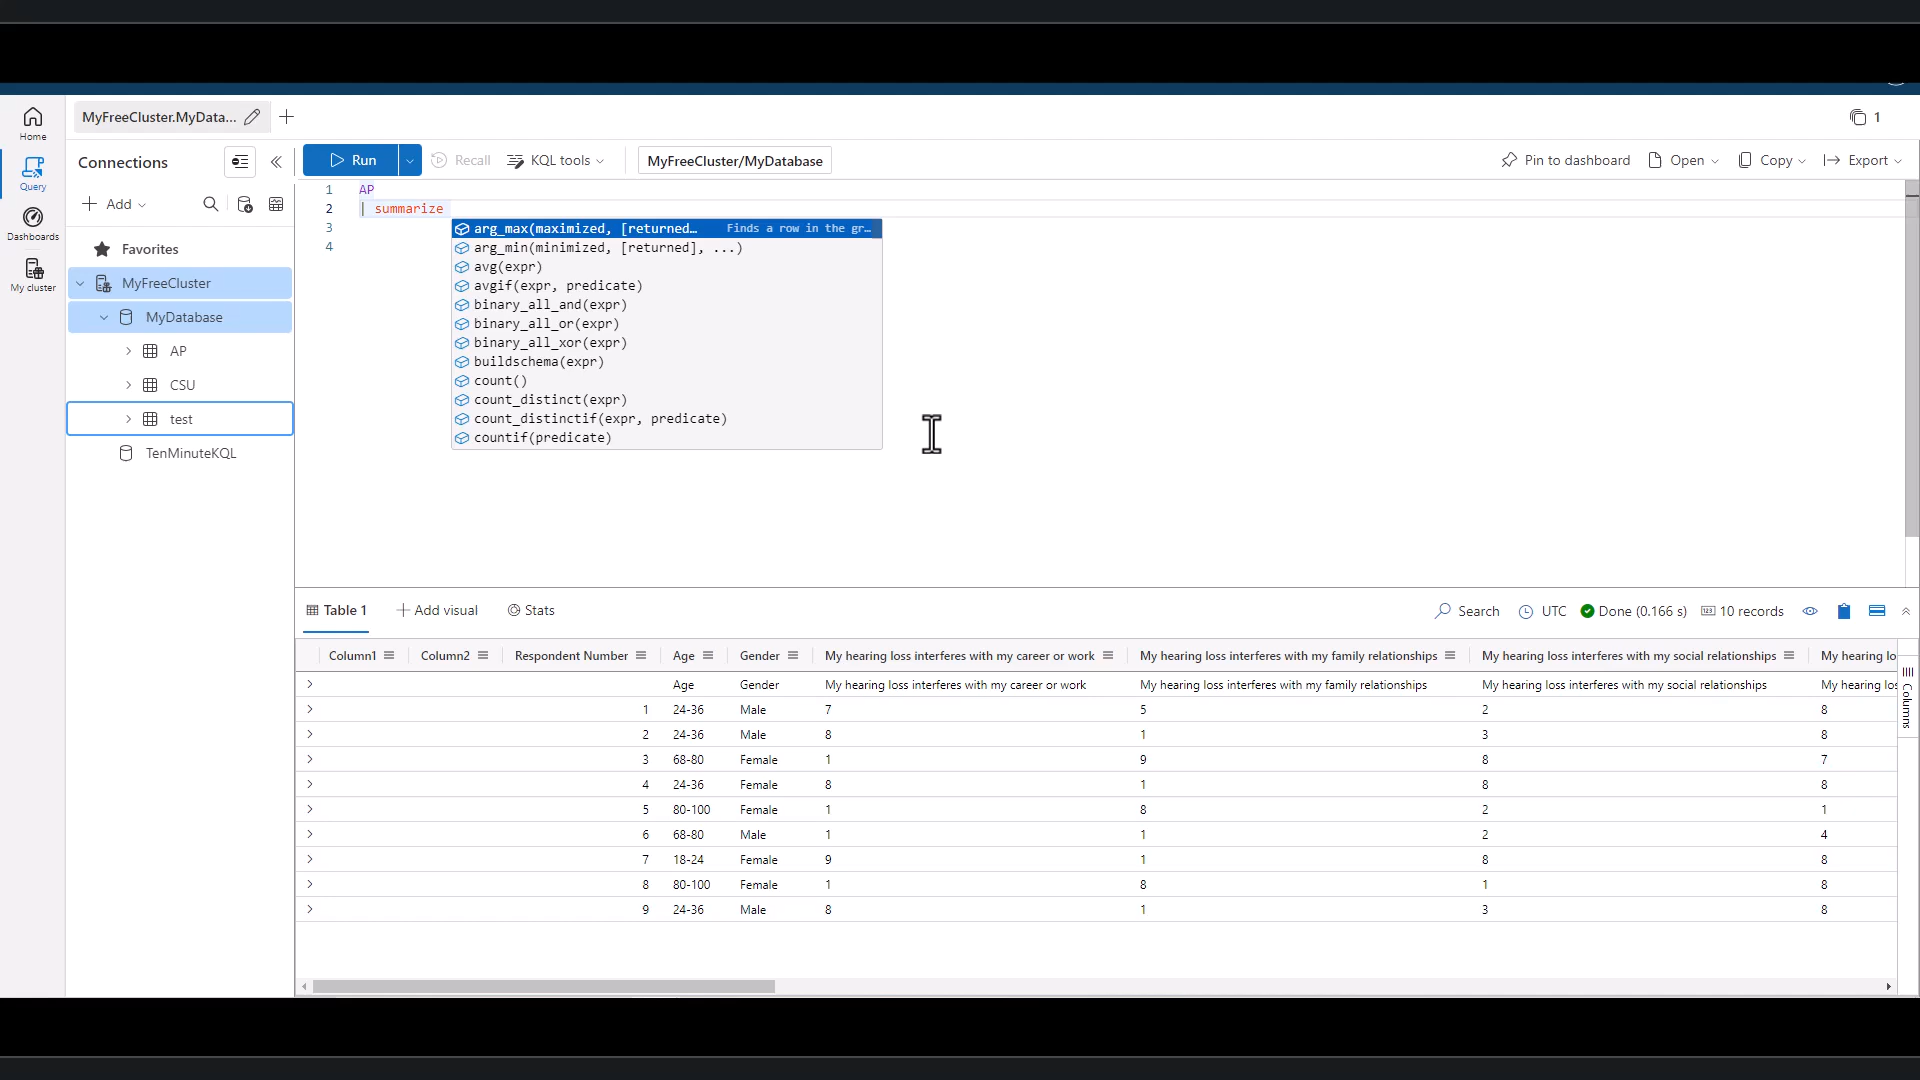 MyFreeCluster.MyData...
1
Home
Query
Dashboards
My cluster
Connections
Add
Favorites
MyFreeCluster
MyDatabase
AP
CSU
test
TenMinuteKQL
Run
Recall
KQL tools
MyFreeCluster/MyDatabase
Pin to dashboard
Open
Copy
Export
1 AP
2 | summarize
3
4
arg_max(maximized, [returned… Finds a row in the gr…
arg_min(minimized, [returned], ...)
avg(expr)
avgif(expr, predicate)
binary_all_and(expr)
binary_all_or(expr)
binary_all_xor(expr)
buildschema(expr)
count()
count_distinct(expr)
count_distinctif(expr, predicate)
countif(predicate)
Table 1
Add visual
Stats
Search
UTC
Done (0.166 s)
10 records
Column1 Column2 Respondent Number Age Gender My hearing loss interferes with my career or work My hearing loss interferes with my family relationships My hearing loss interferes with my social relationships My hearing lo
Age Gender My hearing loss interferes with my career or work My hearing loss interferes with my family relationships My hearing loss interferes with my social relationships My hearing los
1 24-36 Male 7 5 2 8
2 24-36 Male 8 1 3 8
3 68-80 Female 1 9 8 7
4 24-36 Female 8 1 8 8
5 80-100 Female 1 8 2 1
6 68-80 Male 1 1 2 4
7 18-24 Female 9 1 8 8
8 80-100 Female 1 8 1 8
9 24-36 Male 8 1 3 8
Columns